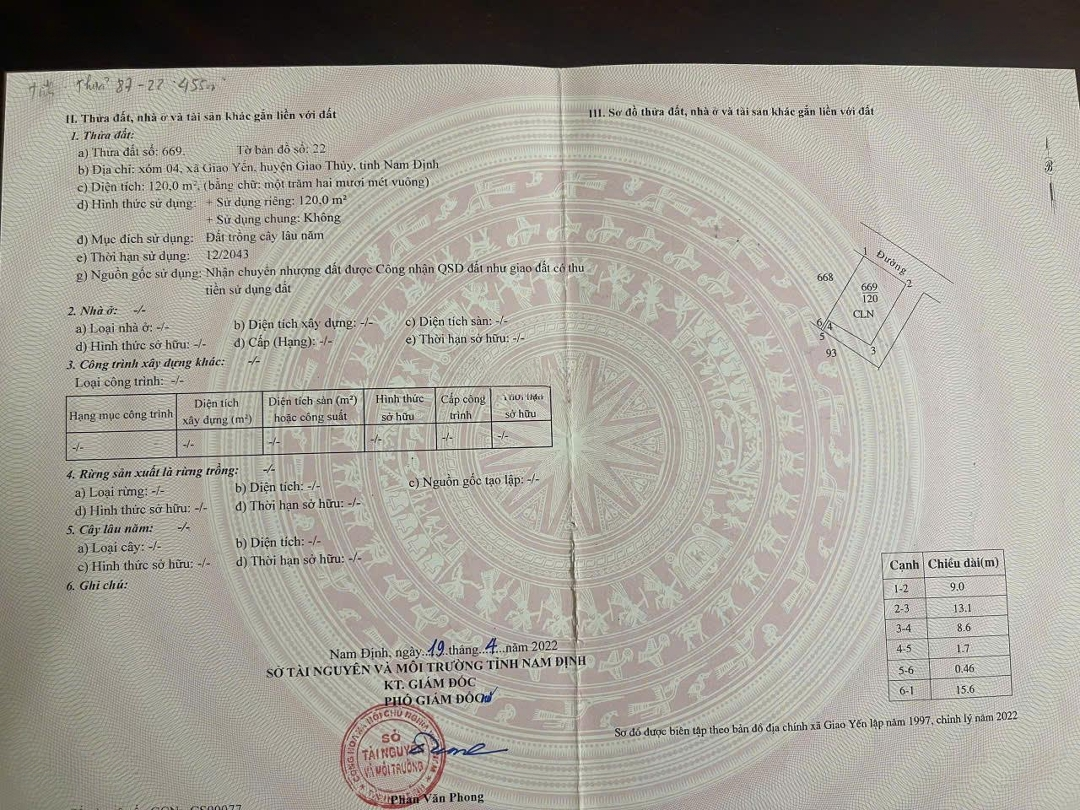 Thửa 87-22
II. Thửa đất, nhà ở và tài sản khác gắn liền với đất
1. Thửa đất:
a) Thửa đất số: 669. Tờ bản đồ số: 22
b) Địa chỉ: xóm 04, xã Giao Yến, huyện Giao Thủy, tỉnh Nam Định
c) Diện tích: 120,0 m², (bằng chữ: một trăm hai mươi mét vuông)
d) Hình thức sử dụng: + Sử dụng riêng: 120,0 m²
+ Sử dụng chung: Không
đ) Mục đích sử dụng: Đất trồng cây lâu năm
e) Thời hạn sử dụng: 12/2043
g) Nguồn gốc sử dụng: Nhận chuyển nhượng đất được Công nhận QSD đất như giao đất có thu
tiền sử dụng đất
2. Nhà ở: -/-
a) Loại nhà ở: -/- b) Diện tích xây dựng: -/- c) Diện tích sàn: -/-
d) Hình thức sở hữu: -/- đ) Cấp (Hạng): -/- e) Thời hạn sở hữu: -/-
3. Công trình xây dựng khác: -/-
Loại công trình: -/-
Hạng mục công trình Diện tích xây dựng (m²) Diện tích sàn (m²) hoặc công suất Hình thức sở hữu Cấp công trình sở hữu
-/- -/- -/- -/- -/- -/-
4. Rừng sản xuất là rừng trồng: -/-
a) Loại rừng: -/- b) Diện tích: -/- c) Nguồn gốc tạo lập: -/-
d) Hình thức sở hữu: -/- đ) Thời hạn sở hữu: -/-
5. Cây lâu năm: -/-
a) Loại cây: -/- b) Diện tích: -/-
c) Hình thức sở hữu: -/- d) Thời hạn sở hữu: -/-
6. Ghi chú:
Nam Định, ngày..19..tháng..4...năm 2022
SỞ TÀI NGUYÊN VÀ MÔI TRƯỜNG TỈNH NAM ĐỊNH
KT. GIÁM ĐỐC
PHÓ GIÁM ĐỐC
SỞ
TÀI NGUYÊN
VÀ MÔI TRƯỜNG
Phan Văn Phong
III. Sơ đồ thửa đất, nhà ở và tài sản khác gắn liền với đất
1
Đường
668
2
669
120
CLN
6/4
5
93
3
Cạnh Chiều dài(m)
1-2 9.0
2-3 13.1
3-4 8.6
4-5 1.7
5-6 0.46
6-1 15.6
Sơ đồ được biên tập theo bản đồ địa chính xã Giao Yến lập năm 1997, chỉnh lý năm 2022